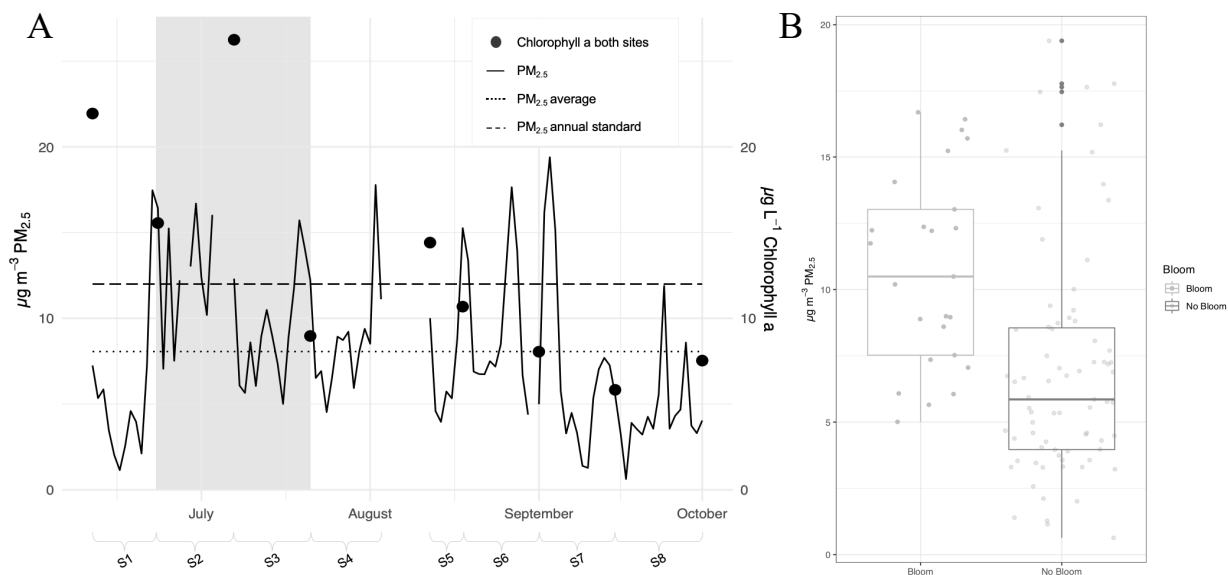 A
Chlorophyll a both sites
PM2.5
PM2.5 average
PM2.5 annual standard
20
10
0
µg m−3 PM2.5
20
10
0
µg L−1 Chlorophyll a
July
August
September
October
S1
S2
S3
S4
S5
S6
S7
S8
B
20
15
10
5
0
µg m−3 PM2.5
Bloom
No Bloom
Bloom
Bloom
No Bloom